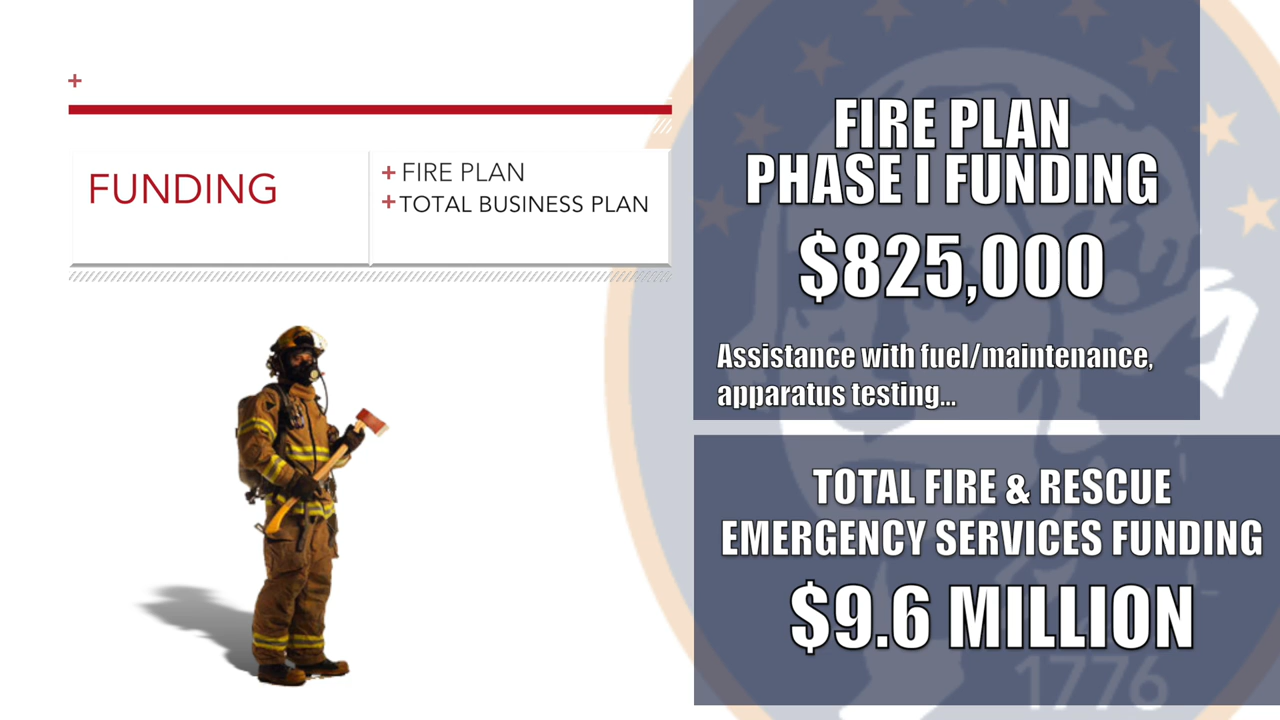 FUNDING
+ FIRE PLAN
+ TOTAL BUSINESS PLAN
FIRE PLAN
PHASE I FUNDING
$825,000
Assistance with fuel/maintenance,
apparatus testing...
TOTAL FIRE & RESCUE
EMERGENCY SERVICES FUNDING
$9.6 MILLION
1776